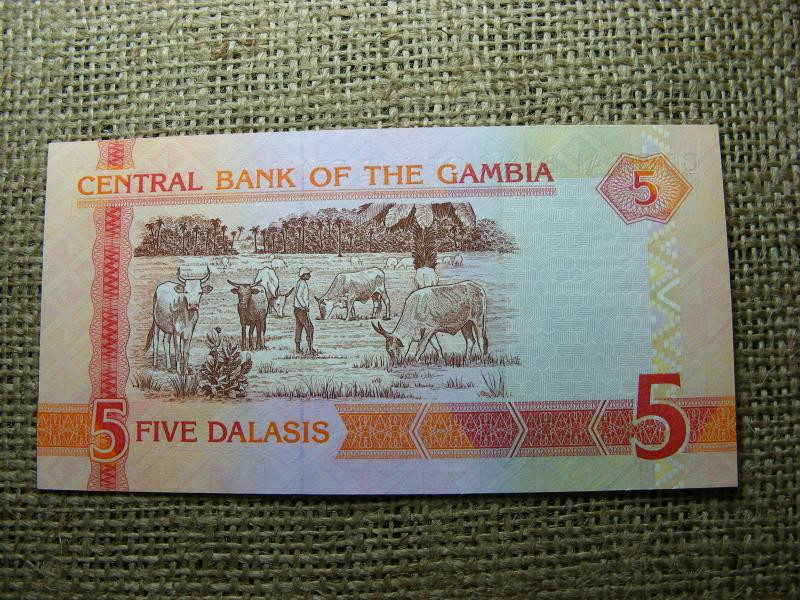 CENTRAL BANK OF THE GAMBIA
5
5 FIVE DALASIS
5